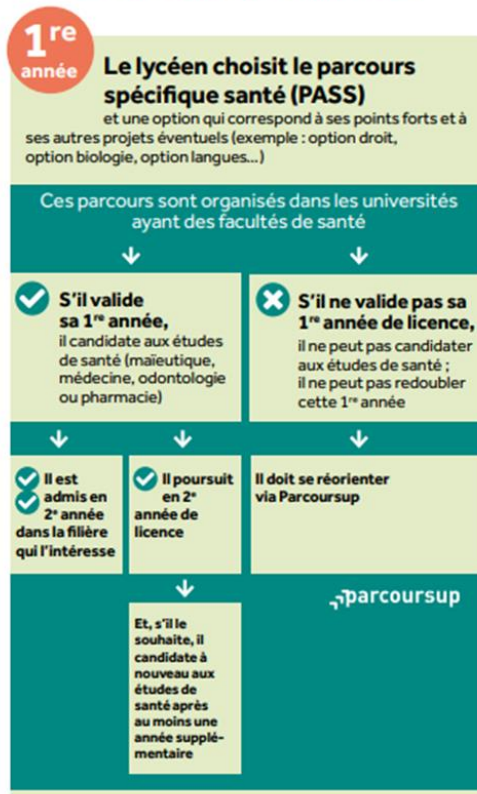 1re
année
Le lycéen choisit le parcours
spécifique santé (PASS)
et une option qui correspond à ses points forts et à
ses autres projets éventuels (exemple : option droit,
option biologie, option langues...)
Ces parcours sont organisés dans les universités
ayant des facultés de santé
S'il valide
sa 1re année,
il candidate aux études
de santé (maïeutique,
médecine, odontologie
ou pharmacie)
S'il ne valide pas sa
1re année de licence,
il ne peut pas candidater
aux études de santé ;
il ne peut pas redoubler
cette 1re année
Il est
admis en
2e année
dans la filière
qui l'intéresse
Il poursuit
en 2e
année de
licence
Il doit se réorienter
via Parcoursup
parcoursup
Et, s'il le
souhaite, il
candidate à
nouveau aux
études de
santé après
au moins une
année supplé-
mentaire